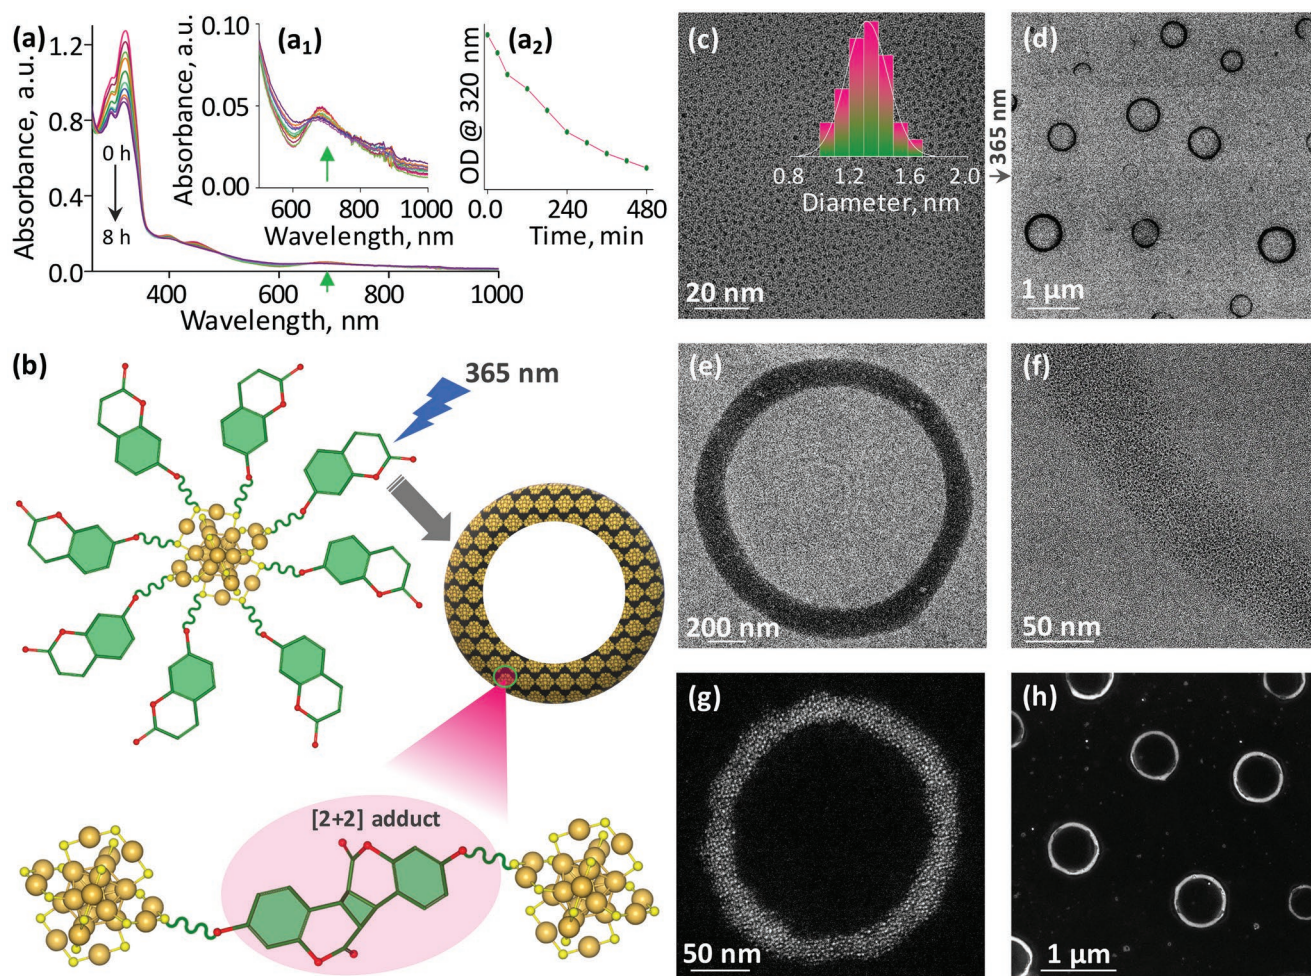 (a)
Absorbance, a.u.
1.2
0.8
0.4
0.0
0 h
8 h
400
600
800
1000
Wavelength, nm
(a1)
Absorbance, a.u.
0.10
0.05
0.00
600
800
1000
Wavelength, nm
(a2)
OD @ 320 nm
0.0
240
480
Time, min
(b)
365 nm
[2+2] adduct
(c)
0.8
1.2
1.6
2.0
Diameter, nm
20 nm
365 nm
(d)
1 µm
(e)
200 nm
(f)
50 nm
(g)
50 nm
(h)
1 µm